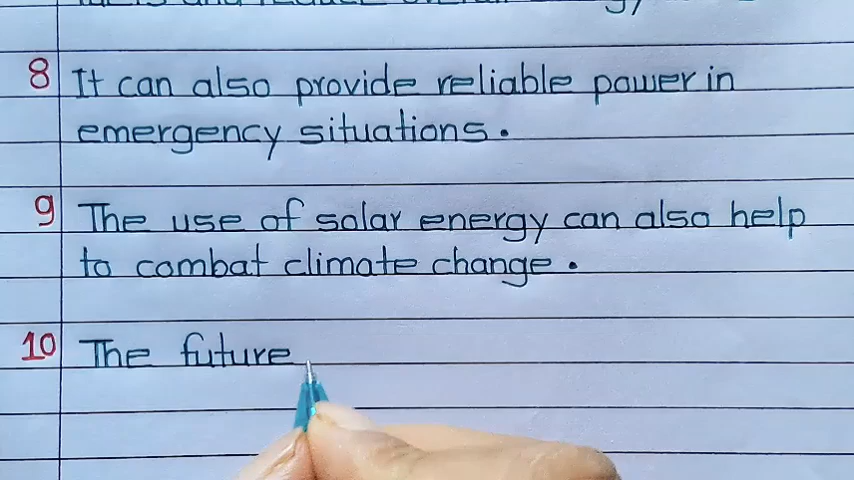 8 It can also provide reliable power in
emergency situations.
9 The use of solar energy can also help
to combat climate change.
10 The future